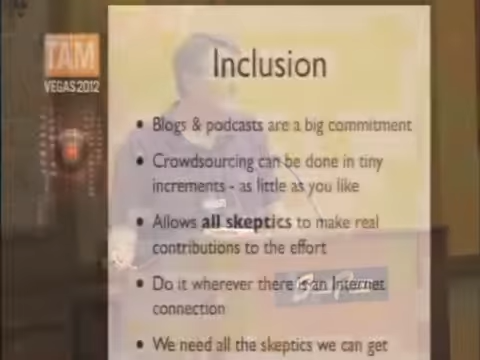 TAM
VEGAS 2012
Inclusion
• Blogs & podcasts are a big commitment
• Crowdsourcing can be done in tiny
increments - as little as you like
• Allows all skeptics to make real
contributions to the effort
• Do it wherever there is an Internet
connection
• We need all the skeptics we can get